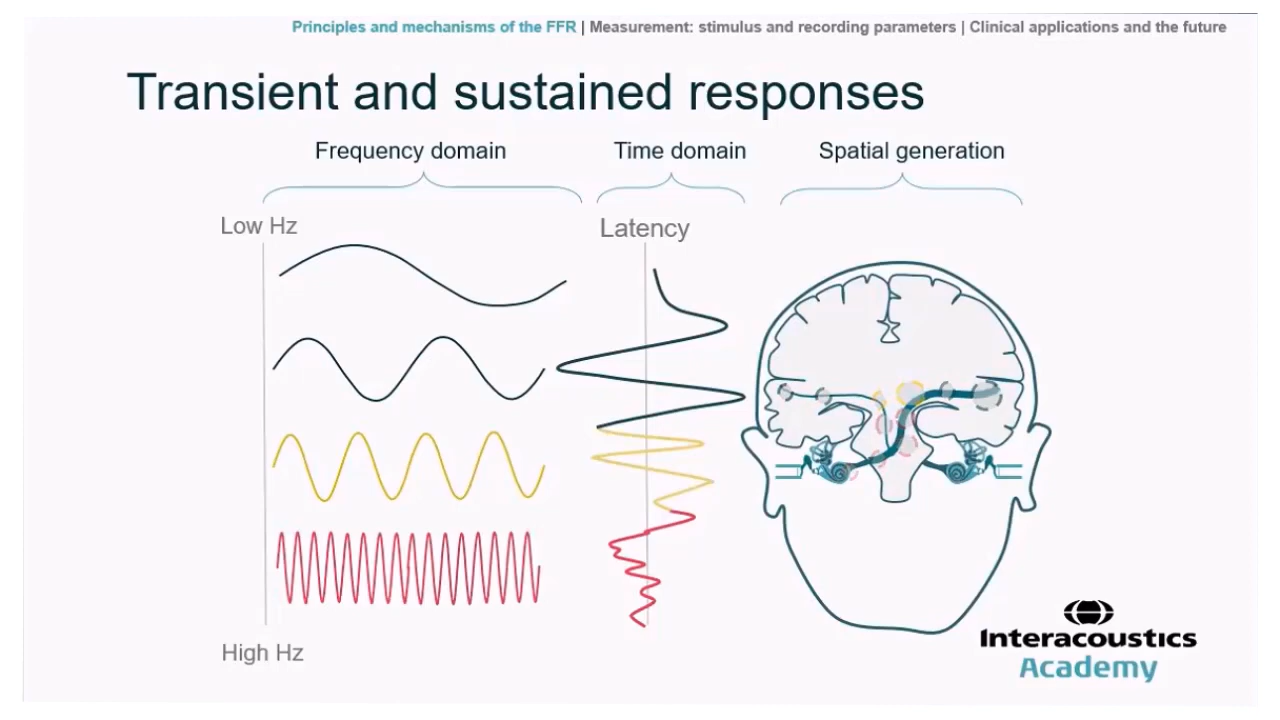 Principles and mechanisms of the FFR | Measurement: stimulus and recording parameters | Clinical applications and the future
Transient and sustained responses
Frequency domain
Time domain
Spatial generation
Low Hz
Latency
High Hz
Interacoustics
Academy